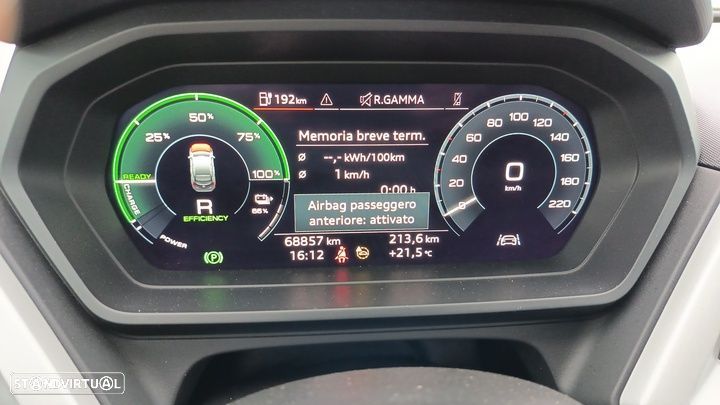 192km R.GAMMA
50%
25% 75%
100%
READY
CHARGE
POWER
R
EFFICIENCY
66%
Memoria breve term.
Ø --,- kWh/100km
Ø 1 km/h
0:00 h
Airbag passeggero
anteriore: attivato
68857 km 213,6 km
16:12 +21,5 °C
P
0 20 40 60 80 100 120 140 160 180 200 220
0
km/h
STANDVIRTUAL